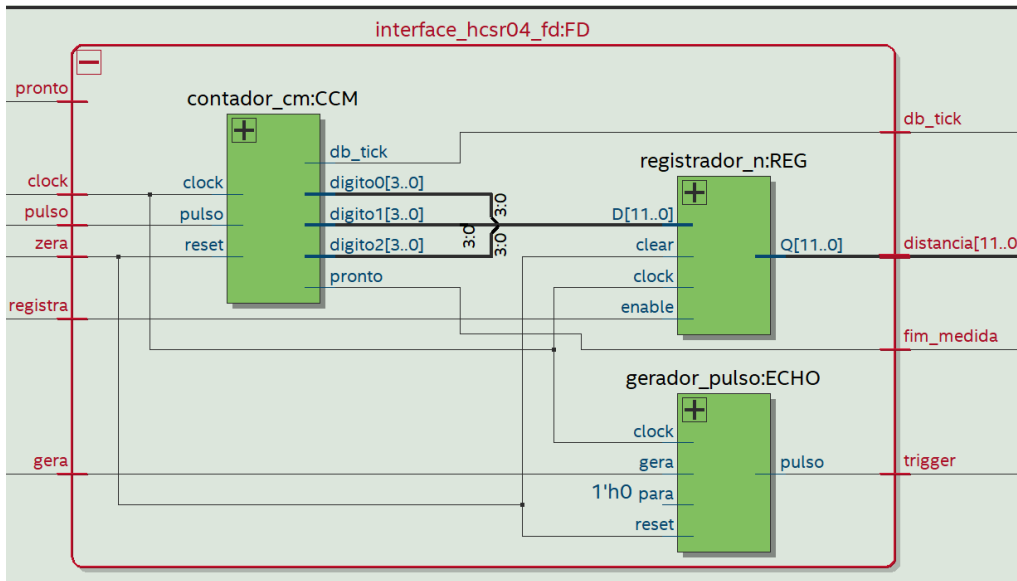 interface_hcsr04_fd:FD
pronto
contador_cm:CCM
db_tick
db_tick
registrador_n:REG
clock
clock
digito0[3..0]
3:0
pulso
pulso
digito1[3..0]
3:0
D[11..0]
zera
reset
digito2[3..0]
3:0
clear
Q[11..0]
distancia[11..0
pronto
clock
registra
enable
fim_medida
gerador_pulso:ECHO
clock
gera
gera
pulso
trigger
1'h0 para
reset